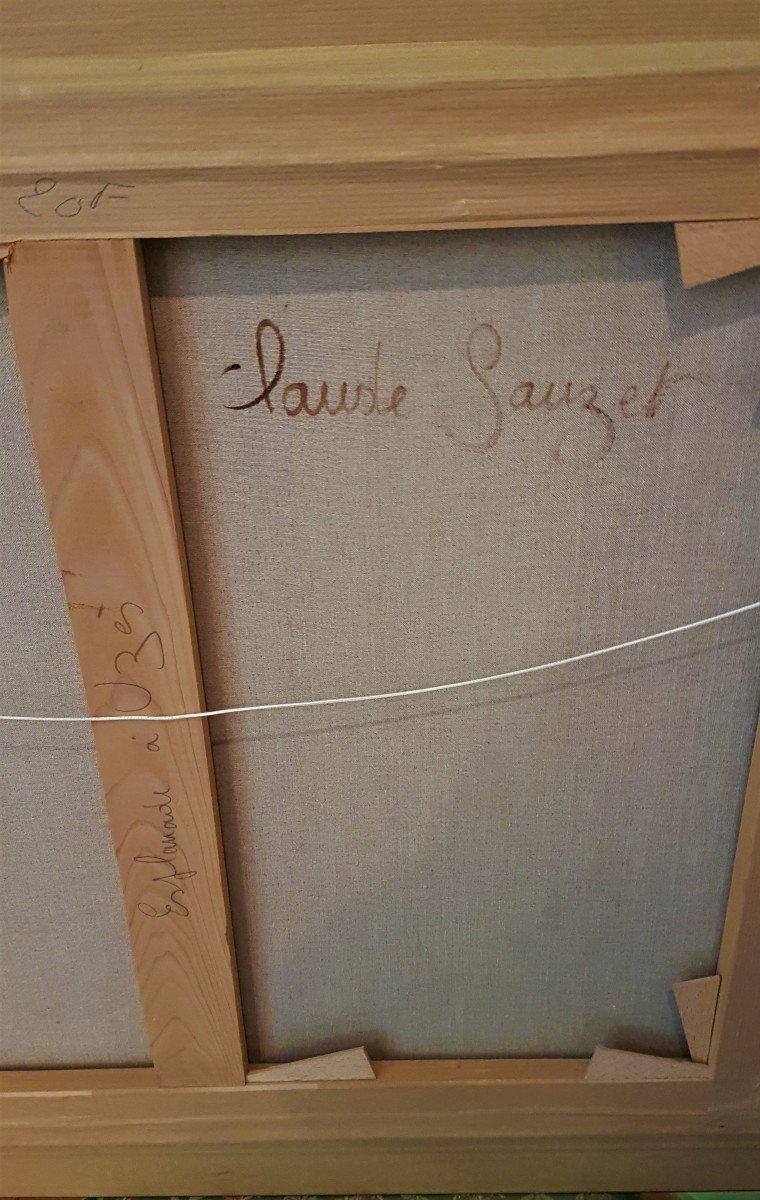 20F
Claude Sauzet
Esplanade à Uzès